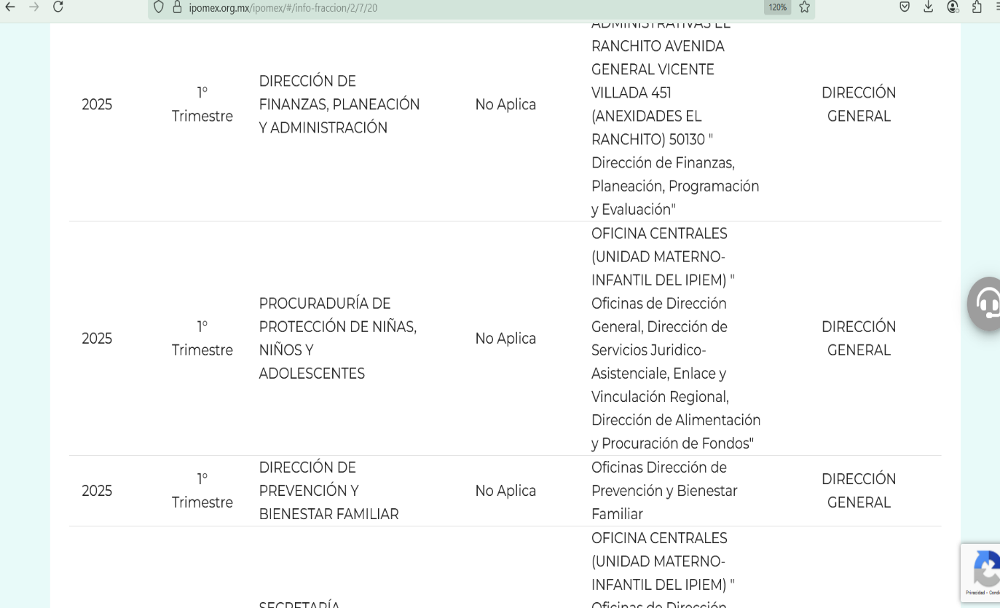 ipomex.org.mx/ipomex/#/info-fraccion/2/7/20
120%
ADMINISTRATIVAS EL
RANCHITO AVENIDA
GENERAL VICENTE
VILLADA 451
(ANEXIDADES EL
RANCHITO) 50130 "
Dirección de Finanzas,
Planeación, Programación
y Evaluación"
2025
1°
Trimestre
DIRECCIÓN DE
FINANZAS, PLANEACIÓN
Y ADMINISTRACIÓN
No Aplica
DIRECCIÓN
GENERAL
2025
1°
Trimestre
PROCURADURÍA DE
PROTECCIÓN DE NIÑAS,
NIÑOS Y
ADOLESCENTES
No Aplica
OFICINA CENTRALES
(UNIDAD MATERNO-
INFANTIL DEL IPIEM) "
Oficinas de Dirección
General, Dirección de
Servicios Juridico-
Asistenciale, Enlace y
Vinculación Regional,
Dirección de Alimentación
y Procuración de Fondos"
DIRECCIÓN
GENERAL
2025
1°
Trimestre
DIRECCIÓN DE
PREVENCIÓN Y
BIENESTAR FAMILIAR
No Aplica
Oficinas Dirección de
Prevención y Bienestar
Familiar
DIRECCIÓN
GENERAL
SECRETARÍA
OFICINA CENTRALES
(UNIDAD MATERNO-
INFANTIL DEL IPIEM) "
Oficinas de Dirección
Privacidad - Condi